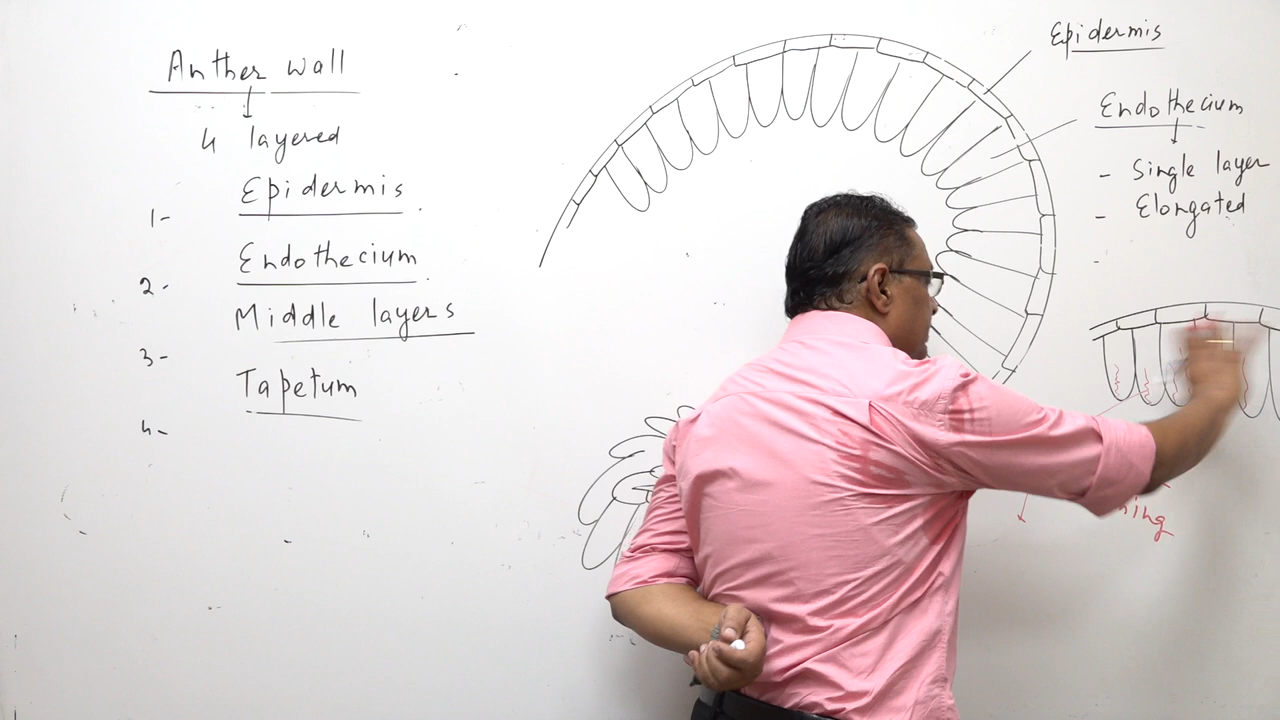 Anther wall
4 layered
1- Epidermis
2- Endothecium
3- Middle layers
4- Tapetum
Epidermis
Endothecium
- Single layer
- Elongated
-